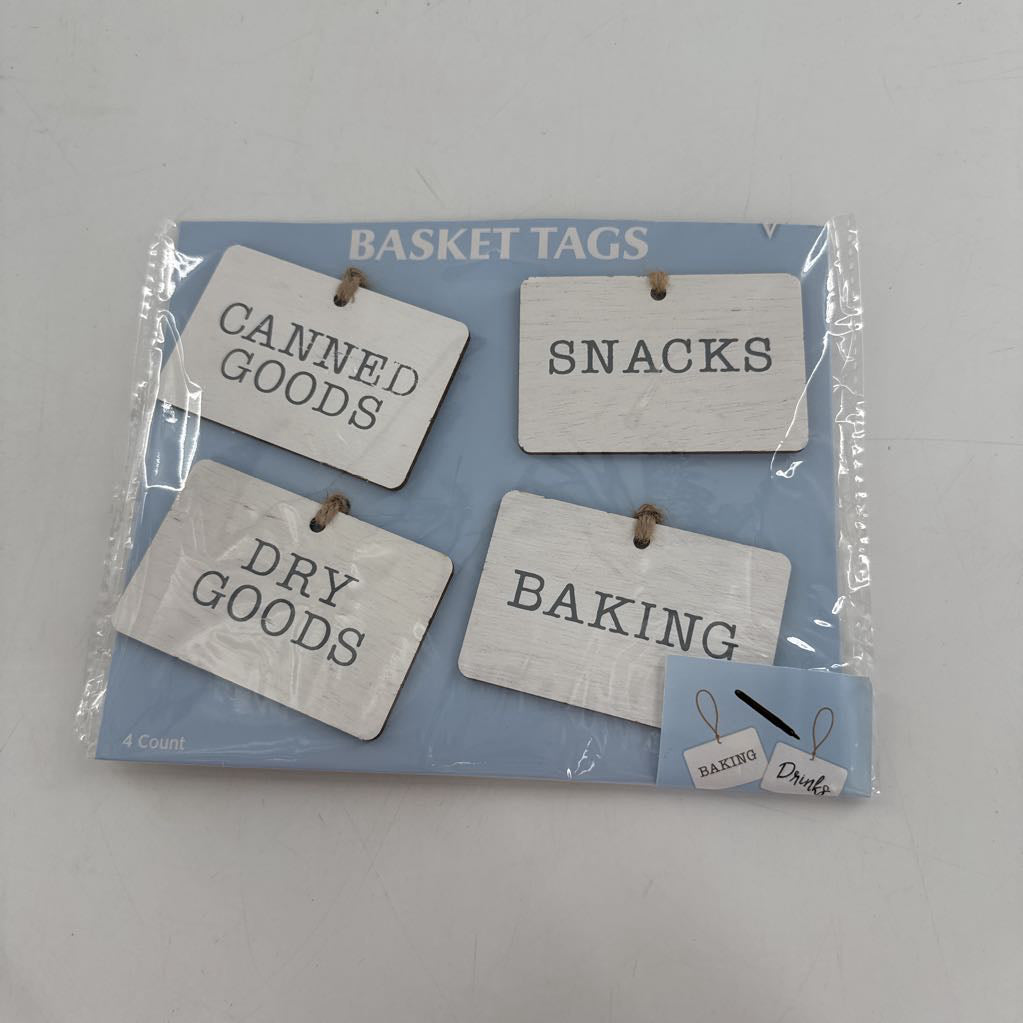 BASKET TAGS
CANNED
GOODS
SNACKS
DRY
GOODS
BAKING
4 Count
BAKING
Drinks